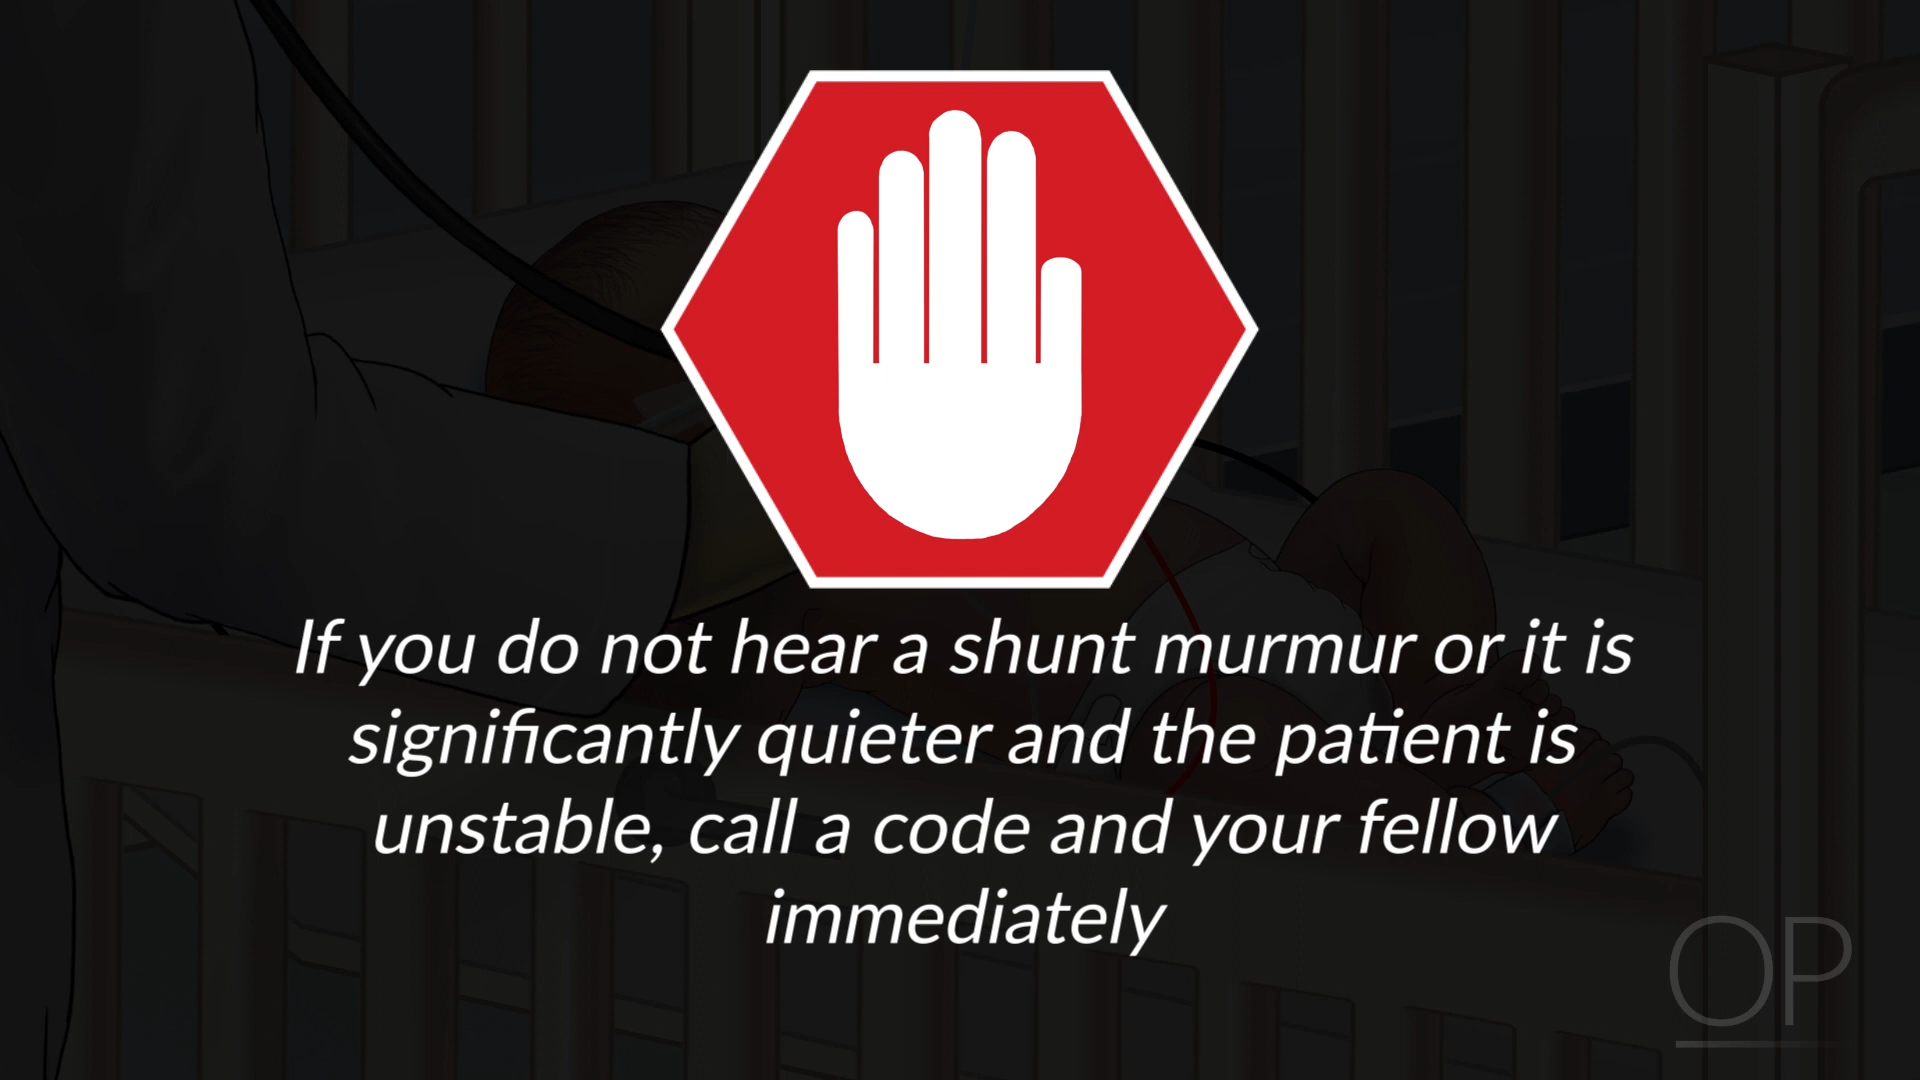 If you do not hear a shunt murmur or it is
significantly quieter and the patient is
unstable, call a code and your fellow
immediately
OP